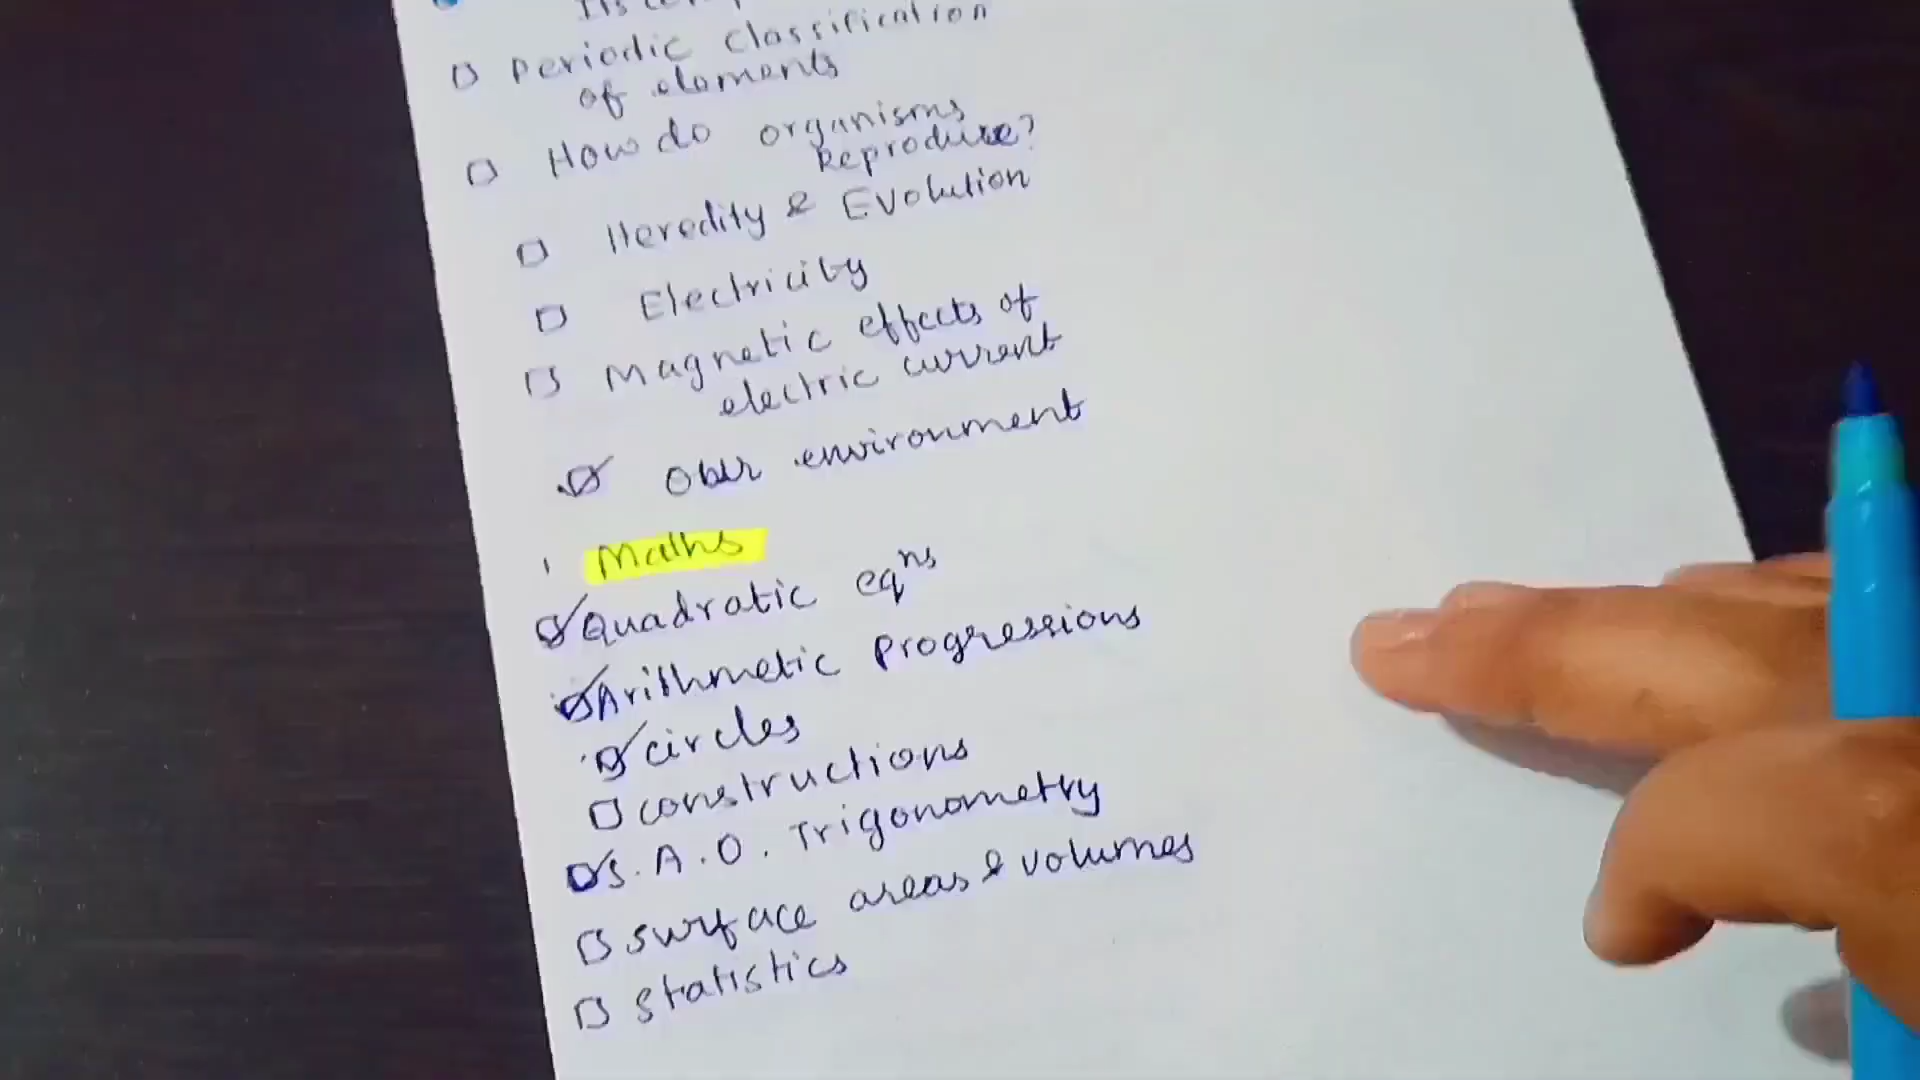 Periodic Classification
of elements
How do organisms
Reproduce?
Heredity & Evolution
Electricity
Magnetic effects of
electric current
environment
Maths
Quadratic eqns
Arithmetic Progressions
circles
constructions
S.A.O. Trigonometry
surface areas & volumes
statistics